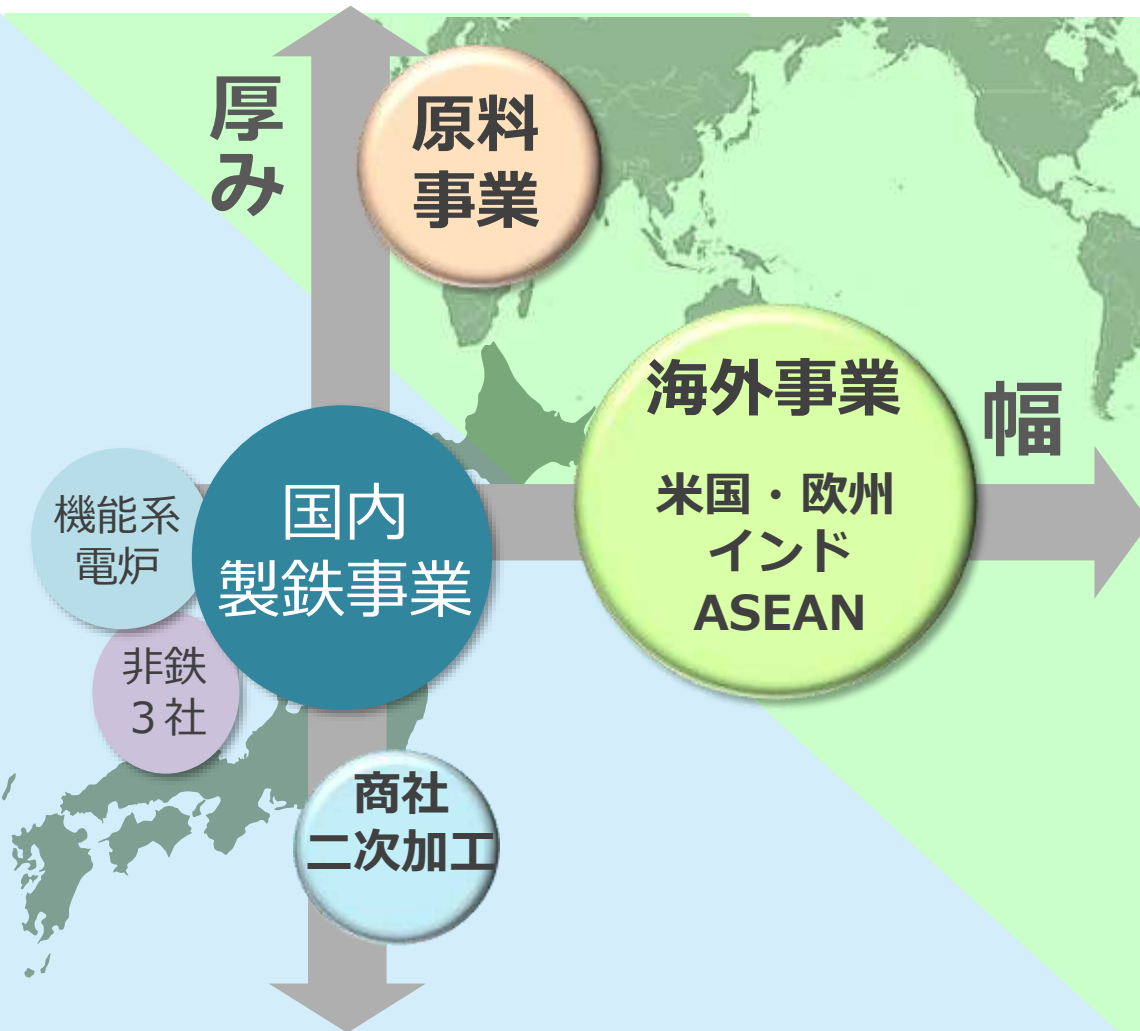 厚み
原料
事業
海外事業
米国・欧州
インド
ASEAN
幅
機能系
電炉
国内
製鉄事業
非鉄
３社
商社
二次加工